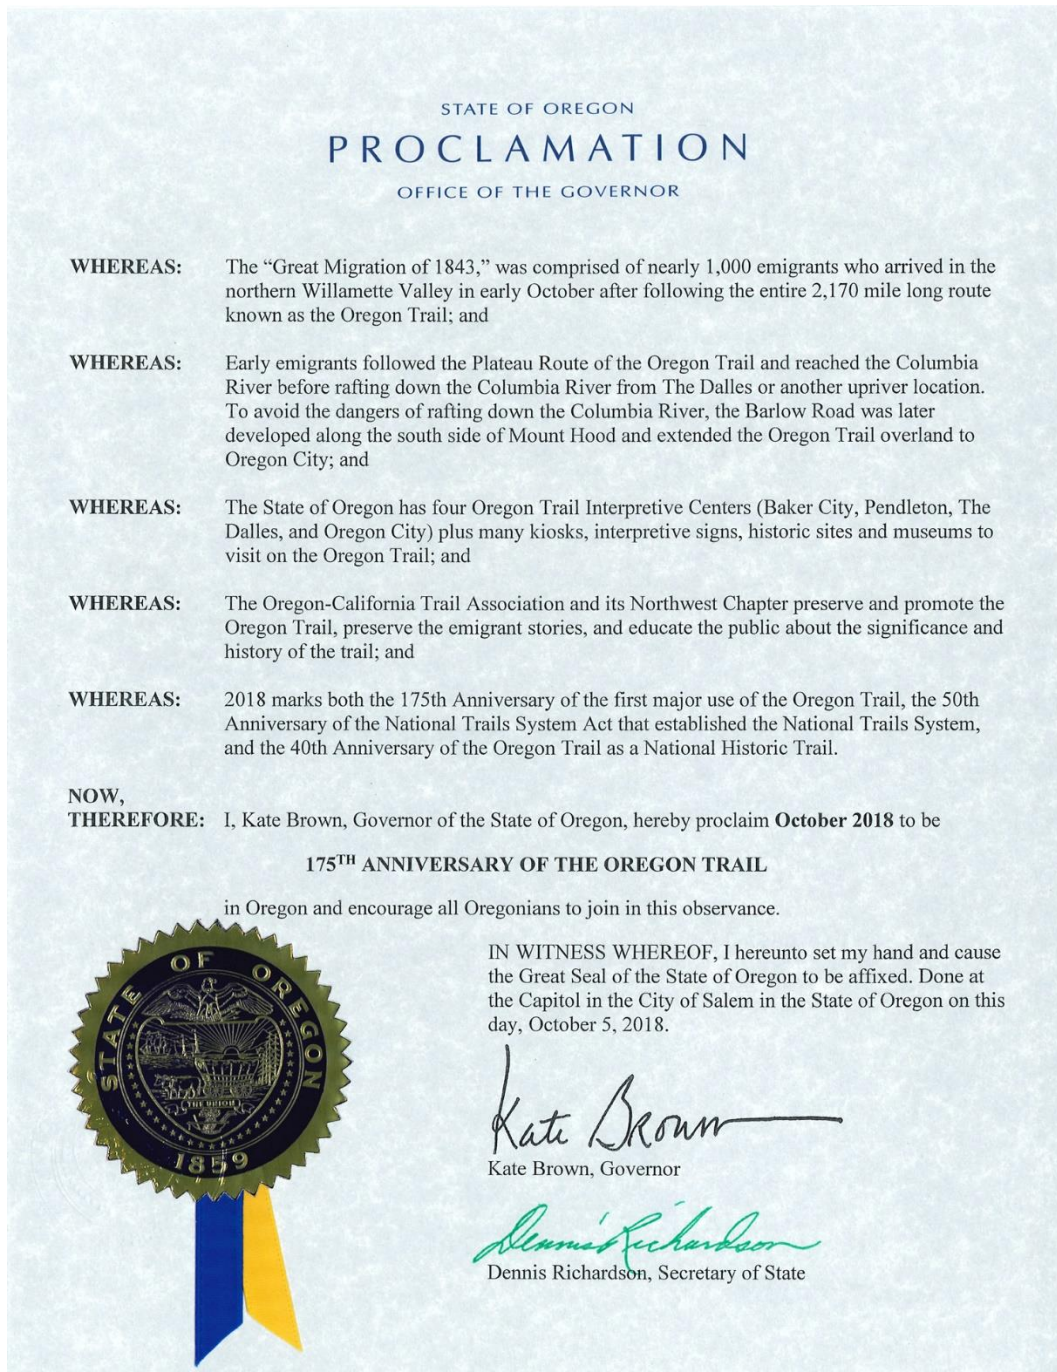 STATE OF OREGON
PROCLAMATION
OFFICE OF THE GOVERNOR
WHEREAS: The “Great Migration of 1843,” was comprised of nearly 1,000 emigrants who arrived in the
northern Willamette Valley in early October after following the entire 2,170 mile long route
known as the Oregon Trail; and
WHEREAS: Early emigrants followed the Plateau Route of the Oregon Trail and reached the Columbia
River before rafting down the Columbia River from The Dalles or another upriver location.
To avoid the dangers of rafting down the Columbia River, the Barlow Road was later
developed along the south side of Mount Hood and extended the Oregon Trail overland to
Oregon City; and
WHEREAS: The State of Oregon has four Oregon Trail Interpretive Centers (Baker City, Pendleton, The
Dalles, and Oregon City) plus many kiosks, interpretive signs, historic sites and museums to
visit on the Oregon Trail; and
WHEREAS: The Oregon-California Trail Association and its Northwest Chapter preserve and promote the
Oregon Trail, preserve the emigrant stories, and educate the public about the significance and
history of the trail; and
WHEREAS: 2018 marks both the 175th Anniversary of the first major use of the Oregon Trail, the 50th
Anniversary of the National Trails System Act that established the National Trails System,
and the 40th Anniversary of the Oregon Trail as a National Historic Trail.
NOW,
THEREFORE: I, Kate Brown, Governor of the State of Oregon, hereby proclaim October 2018 to be
175TH ANNIVERSARY OF THE OREGON TRAIL
in Oregon and encourage all Oregonians to join in this observance.
IN WITNESS WHEREOF, I hereunto set my hand and cause
the Great Seal of the State of Oregon to be affixed. Done at
the Capitol in the City of Salem in the State of Oregon on this
day, October 5, 2018.
Kate Brown
Kate Brown, Governor
Dennis Richardson
Dennis Richardson, Secretary of State
STATE OF OREGON
THE UNION
1859